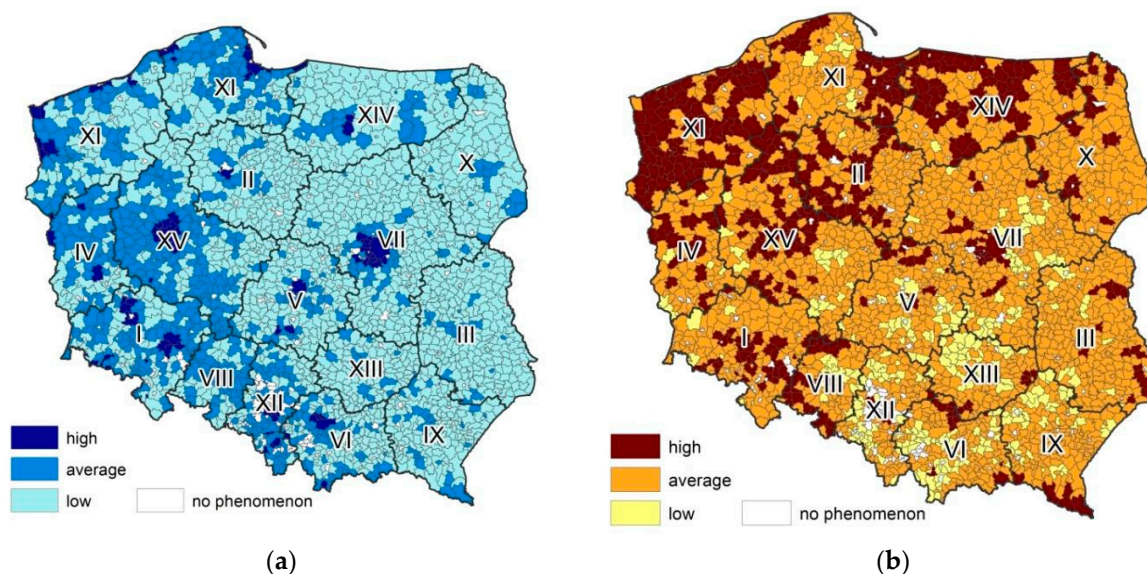 XI
XI
XIV
X
II
IV
XV
VII
I
V
III
VIII
XII
XIII
VI
IX
high
average
low
no phenomenon
(a)
XI
XI
XIV
X
II
IV
XV
VII
I
V
III
VIII
XII
XIII
VI
IX
high
average
low
no phenomenon
(b)